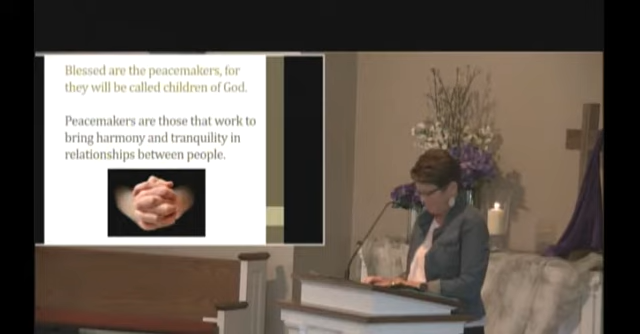 Blessed are the peacemakers, for
they will be called children of God.
Peacemakers are those that work to
bring harmony and tranquility in
relationships between people.